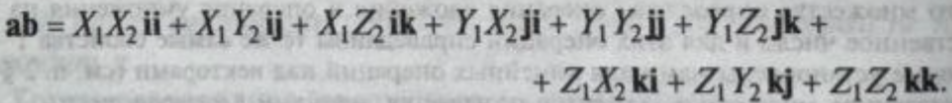 ab = X₁X₂ ii + X₁Y₂ ij + X₁Z₂ ik + Y₁X₂ ji + Y₁Y₂ jj + Y₁Z₂ jk +
+ Z₁X₂ ki + Z₁Y₂ kj + Z₁Z₂ kk.